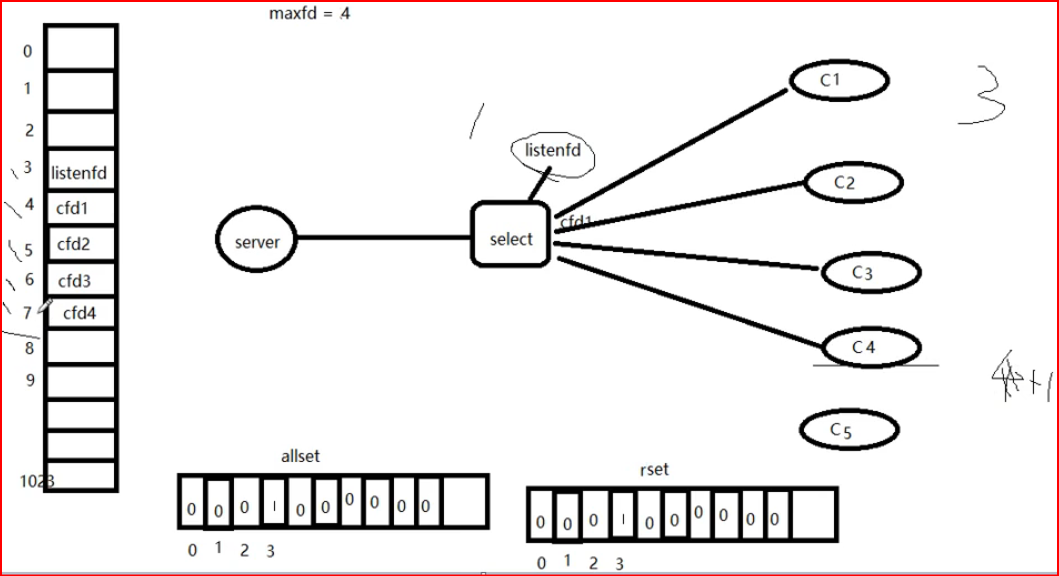 maxfd = 4
0
1
2
3 listenfd
4 cfd1
5 cfd2
6 cfd3
7 cfd4
8
9
1023
server
select
listenfd
cfd1
C1
C2
C3
C4
C5
3
+1
allset
0 0 0 1 0 0 0 0 0 0
0 1 2 3
rset
0 0 0 1 0 0 0 0 0 0
0 1 2 3